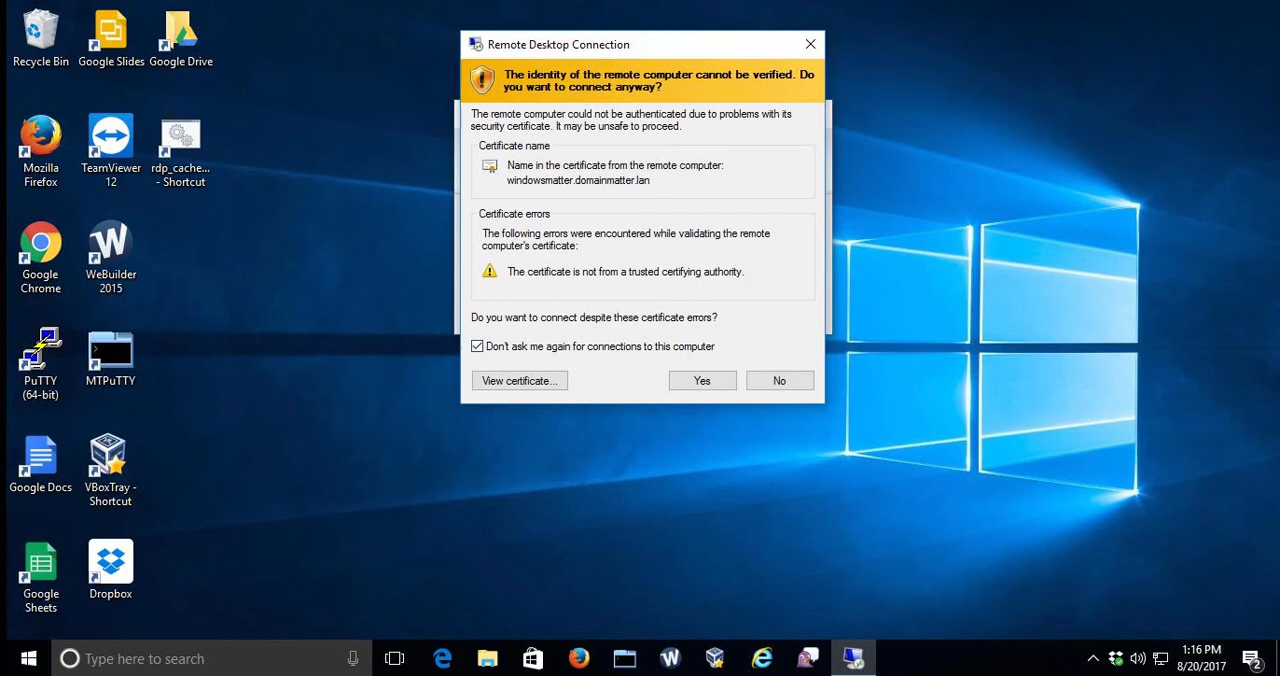 Recycle Bin
Google Slides
Google Drive
Mozilla
Firefox
TeamViewer
12
rdp_cache...
- Shortcut
Google
Chrome
WeBuilder
2015
PuTTY
(64-bit)
MTPuTTY
Google Docs
VBoxTray -
Shortcut
Google
Sheets
Dropbox
Remote Desktop Connection
The identity of the remote computer cannot be verified. Do
you want to connect anyway?
The remote computer could not be authenticated due to problems with its
security certificate. It may be unsafe to proceed.
Certificate name
Name in the certificate from the remote computer:
windowsmatter.domainmatter.lan
Certificate errors
The following errors were encountered while validating the remote
computer's certificate:
The certificate is not from a trusted certifying authority.
Do you want to connect despite these certificate errors?
Don't ask me again for connections to this computer
View certificate...
Yes
No
Type here to search
1:16 PM
8/20/2017
2